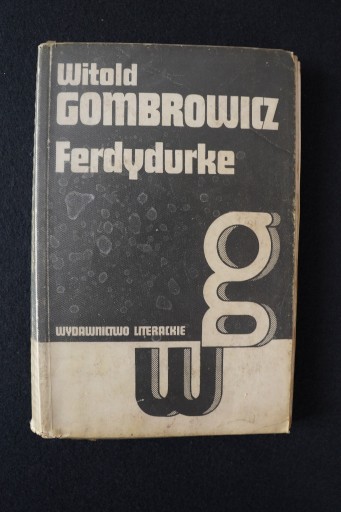 Witold
GOMBROWICZ
Ferdydurke
g
WYDAWNICTWO LITERACKIE
w